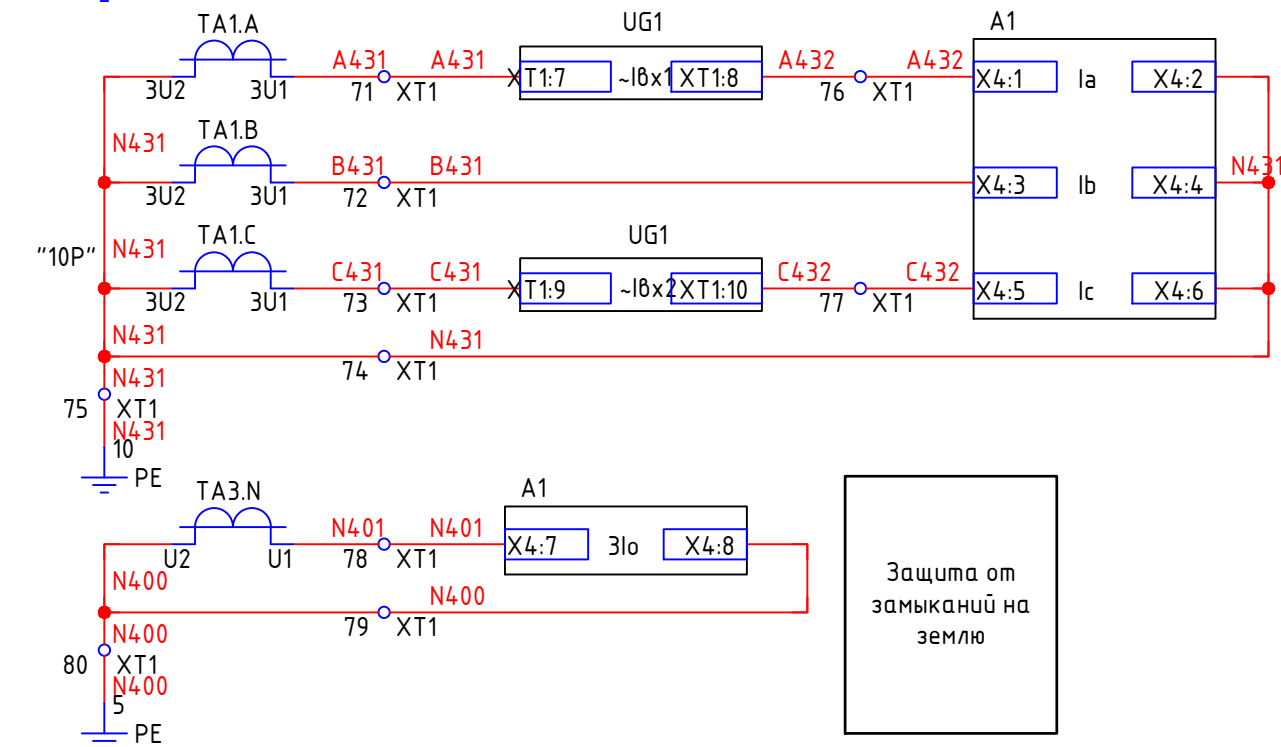 TA1.A UG1 A1
A431 A431 A432 A432
3U2 3U1 71 XT1 XT1:7 ~Iвх1 XT1:8 76 XT1 X4:1 Ia X4:2
N431 TA1.B
B431 B431 N431
3U2 3U1 72 XT1 X4:3 Ib X4:4
"10P" N431 TA1.C UG1
C431 C431 C432 C432
3U2 3U1 73 XT1 XT1:9 ~Iвх2 XT1:10 77 XT1 X4:5 Ic X4:6
N431 N431
74 XT1
N431
75 XT1
N431
10
PE
TA3.N A1
N401 N401
U2 U1 78 XT1 X4:7 3Io X4:8
N400 N400
79 XT1
N400
80 XT1
N400
5
PE
Защита от
замыканий на
землю